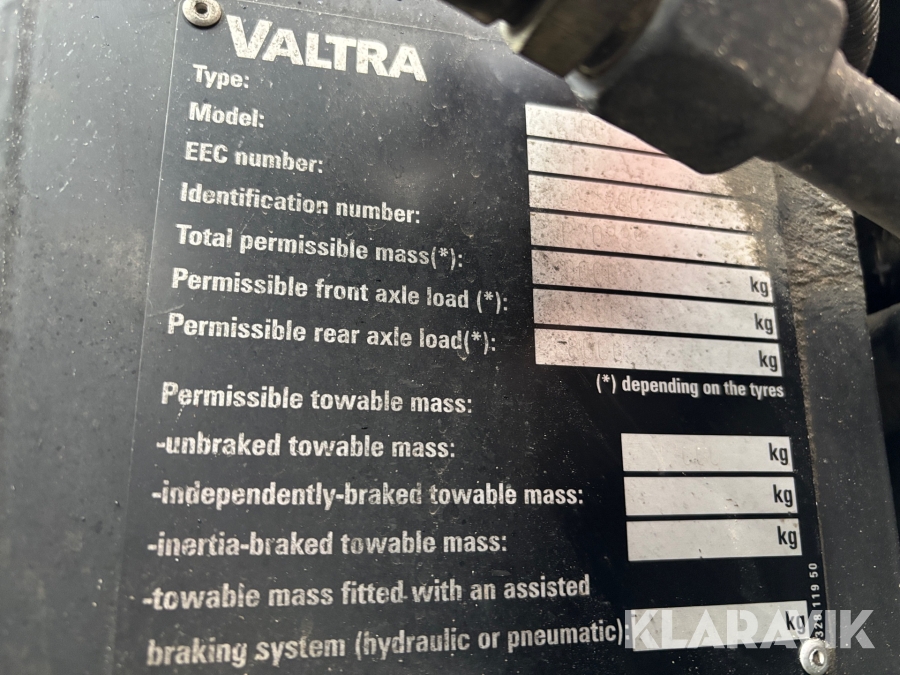 VALTRA
Type:
Model:
EEC number:
Identification number:
Total permissible mass(*):
kg
Permissible front axle load (*):
kg
Permissible rear axle load(*):
kg
(*) depending on the tyres
Permissible towable mass:
-unbraked towable mass:
kg
-independently-braked towable mass:
kg
-inertia-braked towable mass:
kg
-towable mass fitted with an assisted
braking system (hydraulic or pneumatic):
kg
KLARAVIK